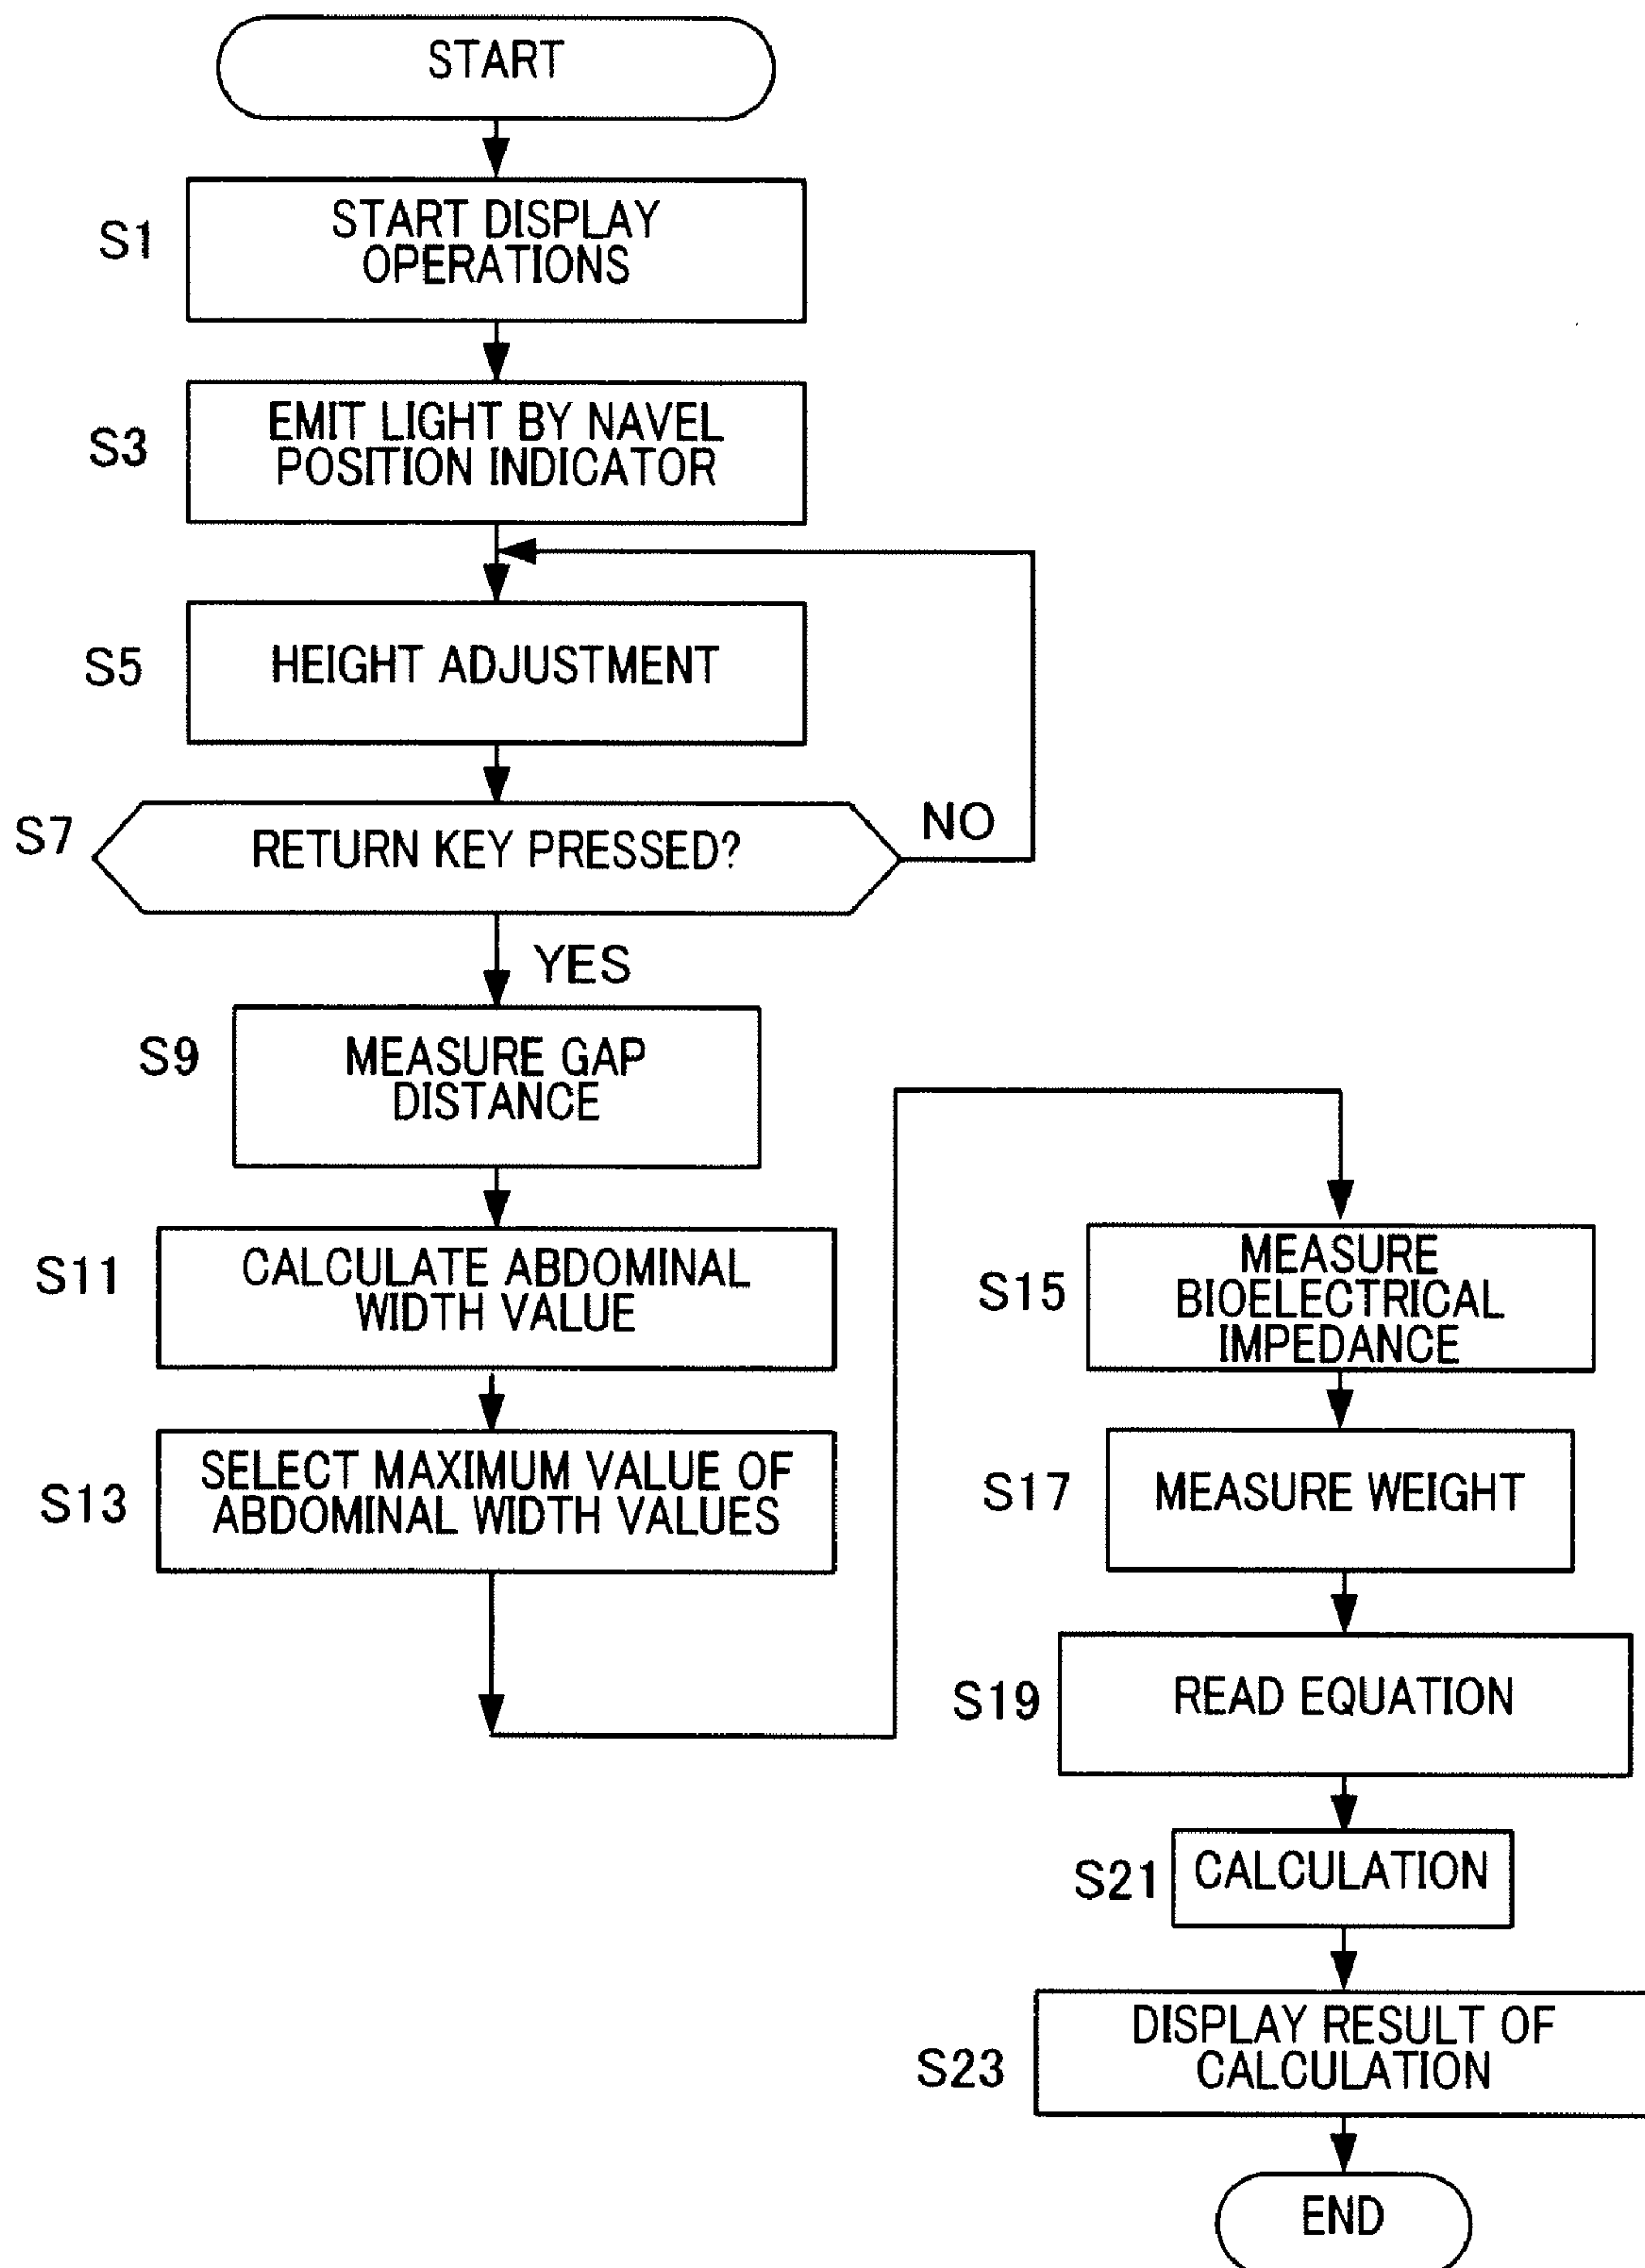 START
S1
START DISPLAY
OPERATIONS
S3
EMIT LIGHT BY NAVEL
POSITION INDICATOR
S5
HEIGHT ADJUSTMENT
S7
RETURN KEY PRESSED?
NO
YES
S9
MEASURE GAP
DISTANCE
S11
CALCULATE ABDOMINAL
WIDTH VALUE
S13
SELECT MAXIMUM VALUE OF
ABDOMINAL WIDTH VALUES
S15
MEASURE
BIOELECTRICAL
IMPEDANCE
S17
MEASURE WEIGHT
S19
READ EQUATION
S21
CALCULATION
S23
DISPLAY RESULT OF
CALCULATION
END